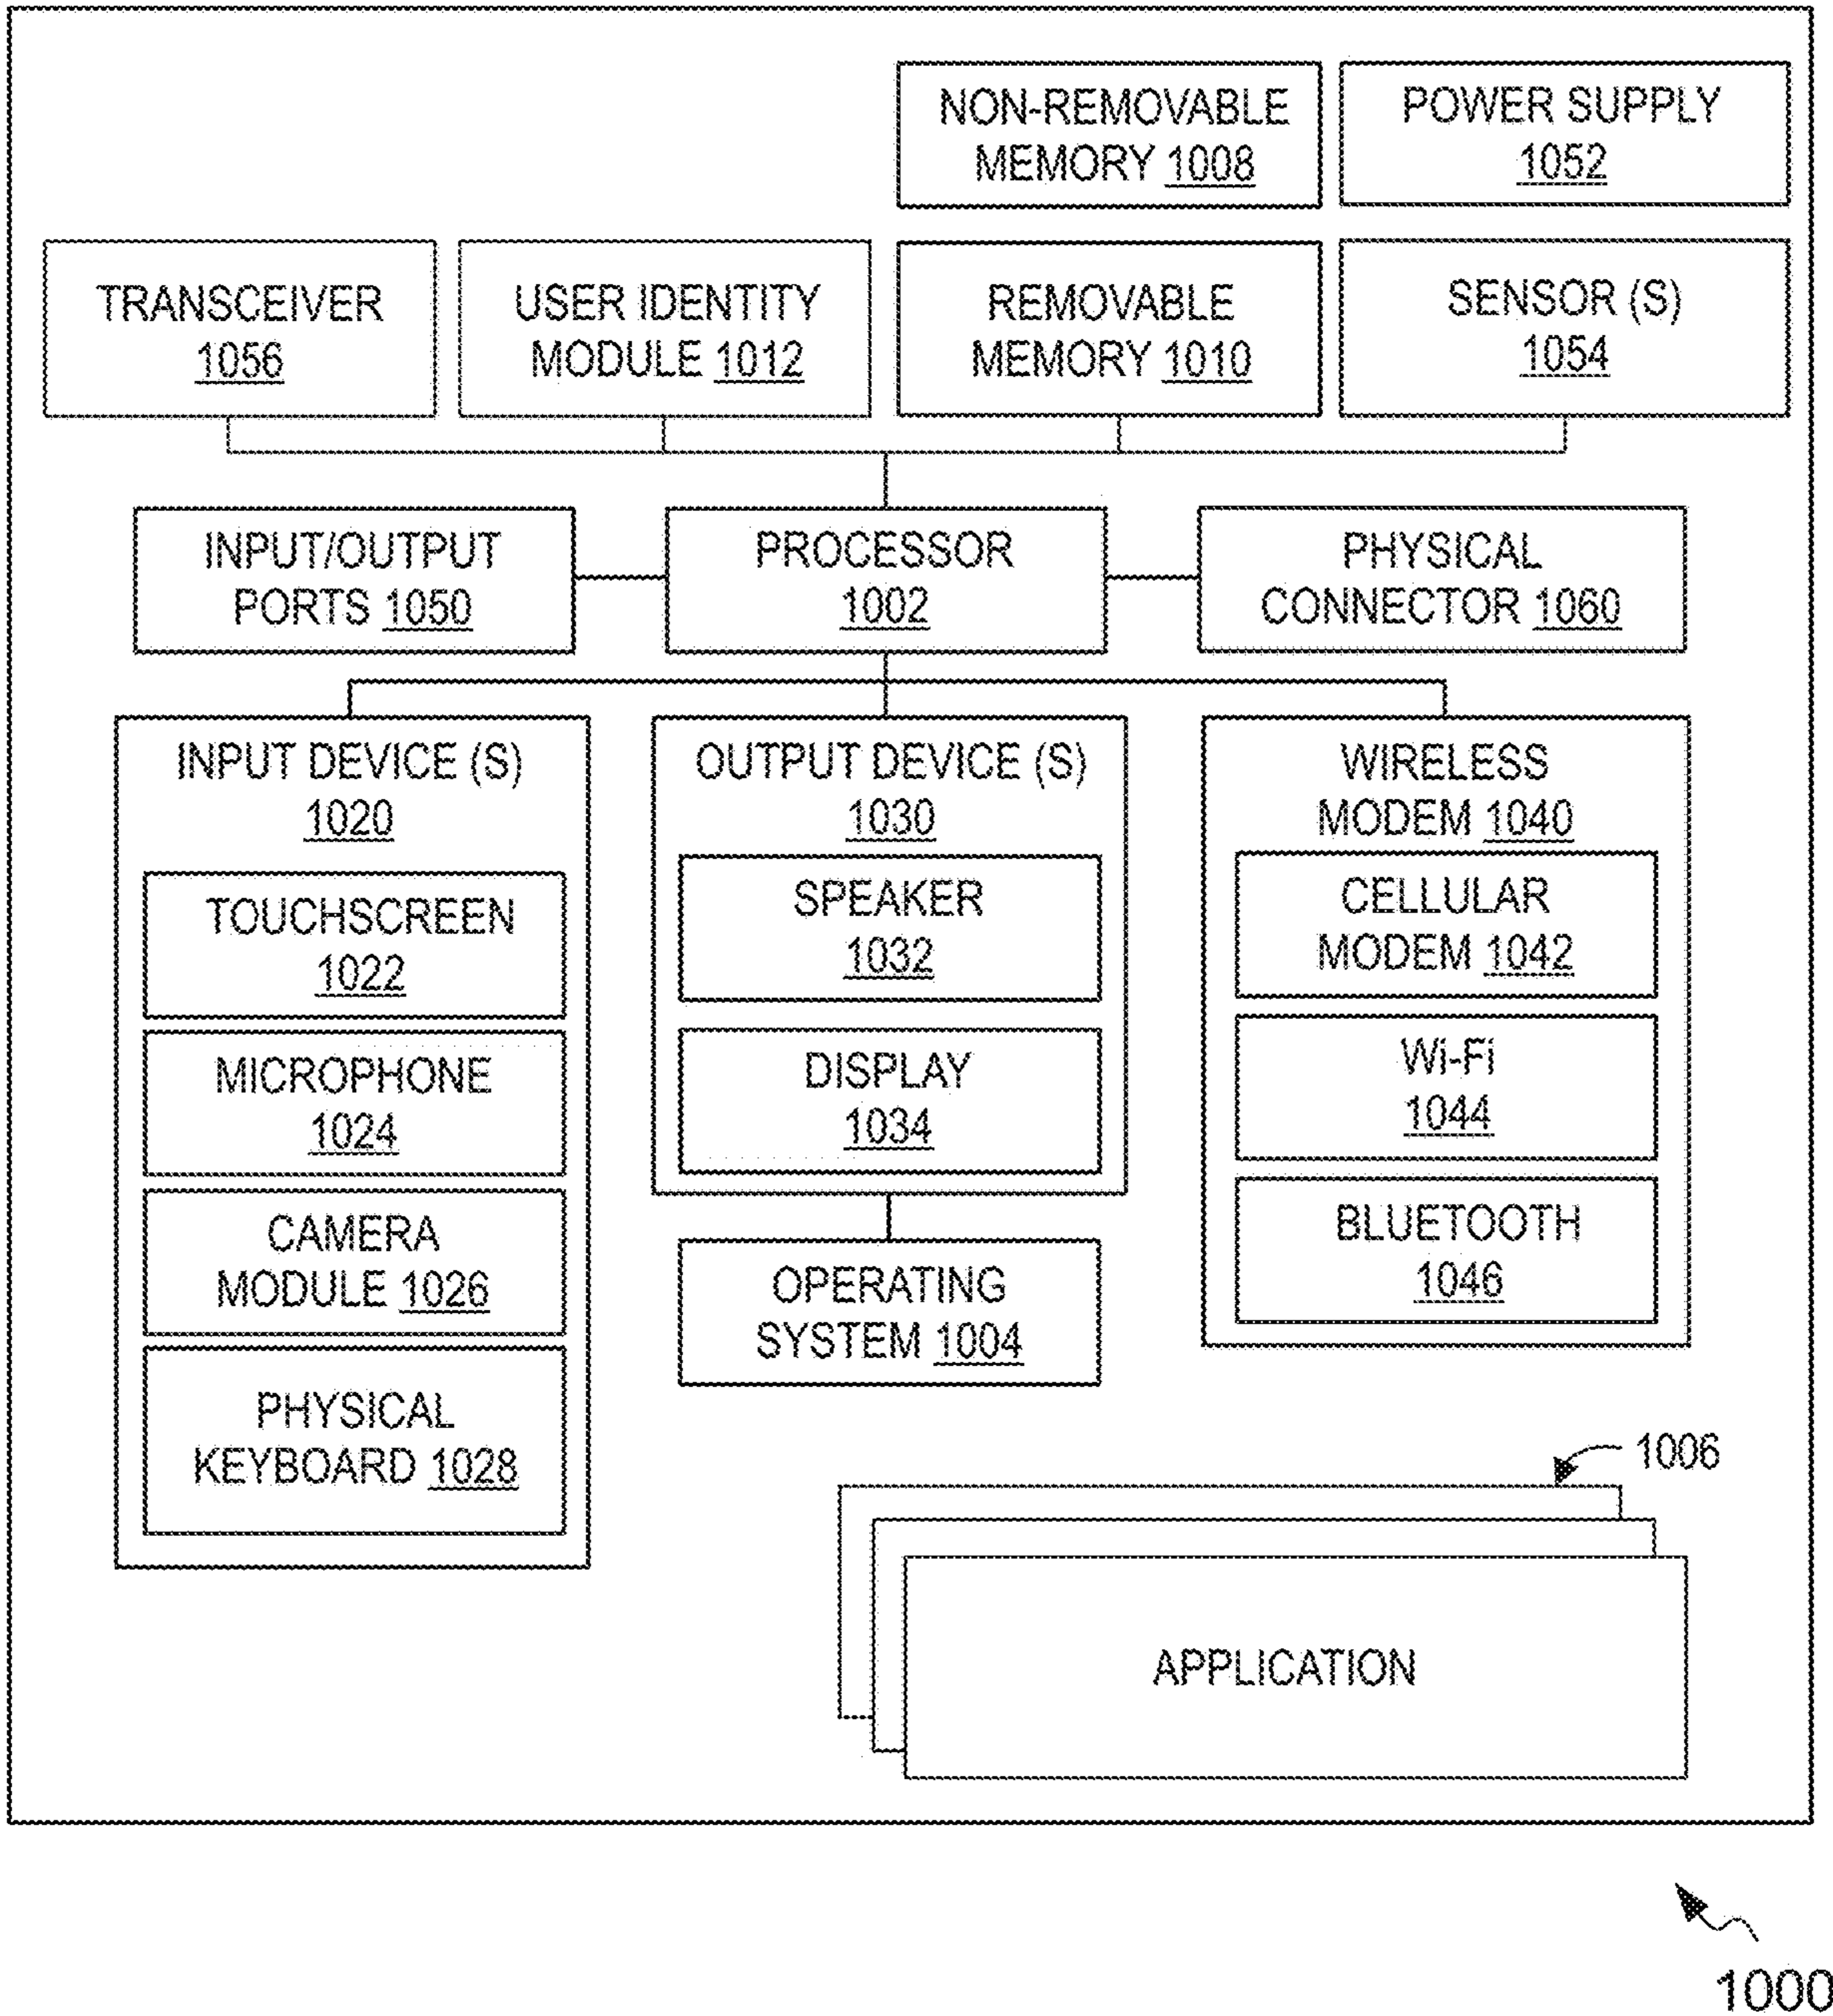 NON-REMOVABLE
MEMORY 1008
POWER SUPPLY
1052
TRANSCEIVER
1056
USER IDENTITY
MODULE 1012
REMOVABLE
MEMORY 1010
SENSOR (S)
1054
INPUT/OUTPUT
PORTS 1050
PROCESSOR
1002
PHYSICAL
CONNECTOR 1060
INPUT DEVICE (S)
1020
TOUCHSCREEN
1022
MICROPHONE
1024
CAMERA
MODULE 1026
PHYSICAL
KEYBOARD 1028
OUTPUT DEVICE (S)
1030
SPEAKER
1032
DISPLAY
1034
OPERATING
SYSTEM 1004
WIRELESS
MODEM 1040
CELLULAR
MODEM 1042
Wi-Fi
1044
BLUETOOTH
1046
1006
APPLICATION
1000